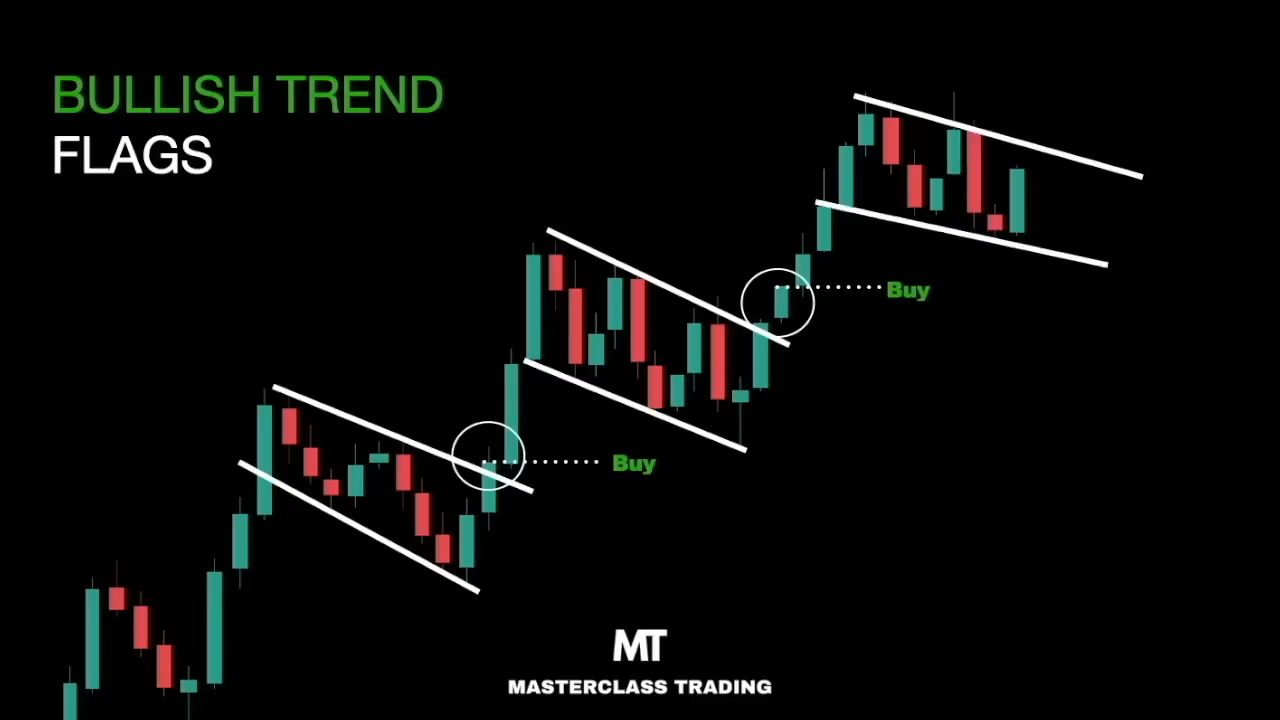 BULLISH TREND
FLAGS
Buy
Buy
MT
MASTERCLASS TRADING